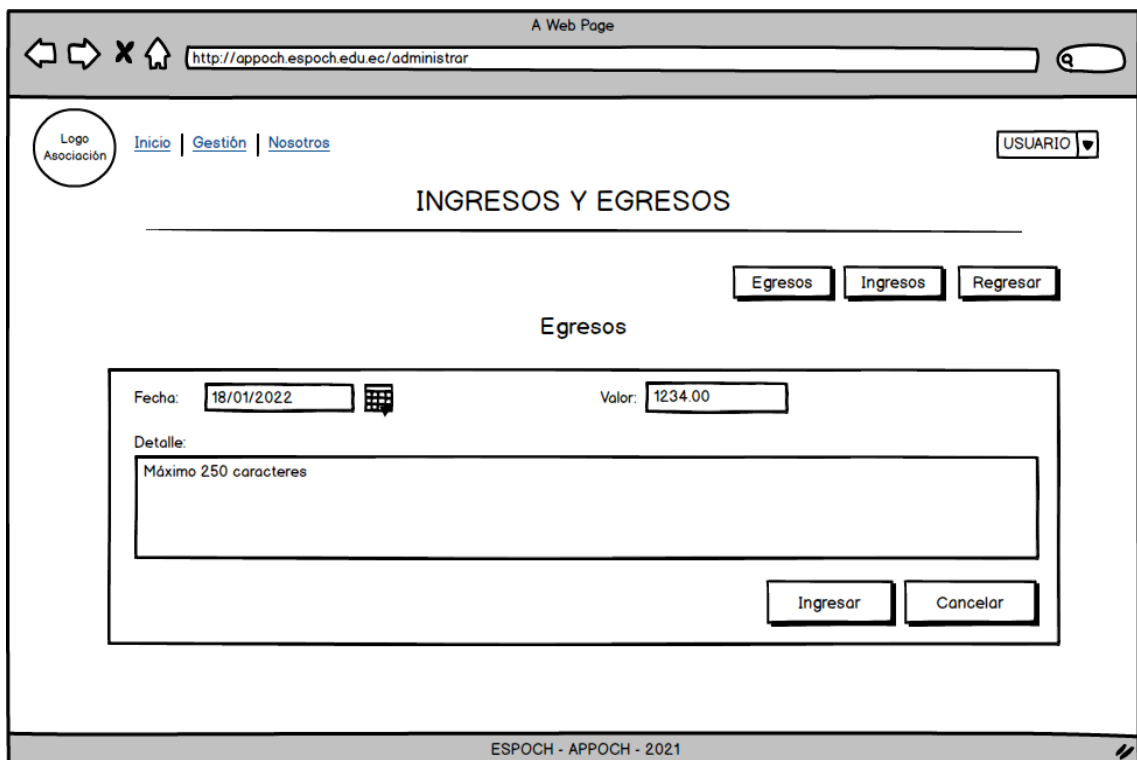 A Web Page
http://appoch.espoch.edu.ec/administrar
Logo
Asociación
Inicio | Gestión | Nosotros
USUARIO
INGRESOS Y EGRESOS
Egresos Ingresos Regresar
Egresos
Fecha: 18/01/2022 Valor: 1234.00
Detalle:
Máximo 250 caracteres
Ingresar Cancelar
ESPOCH - APPOCH - 2021